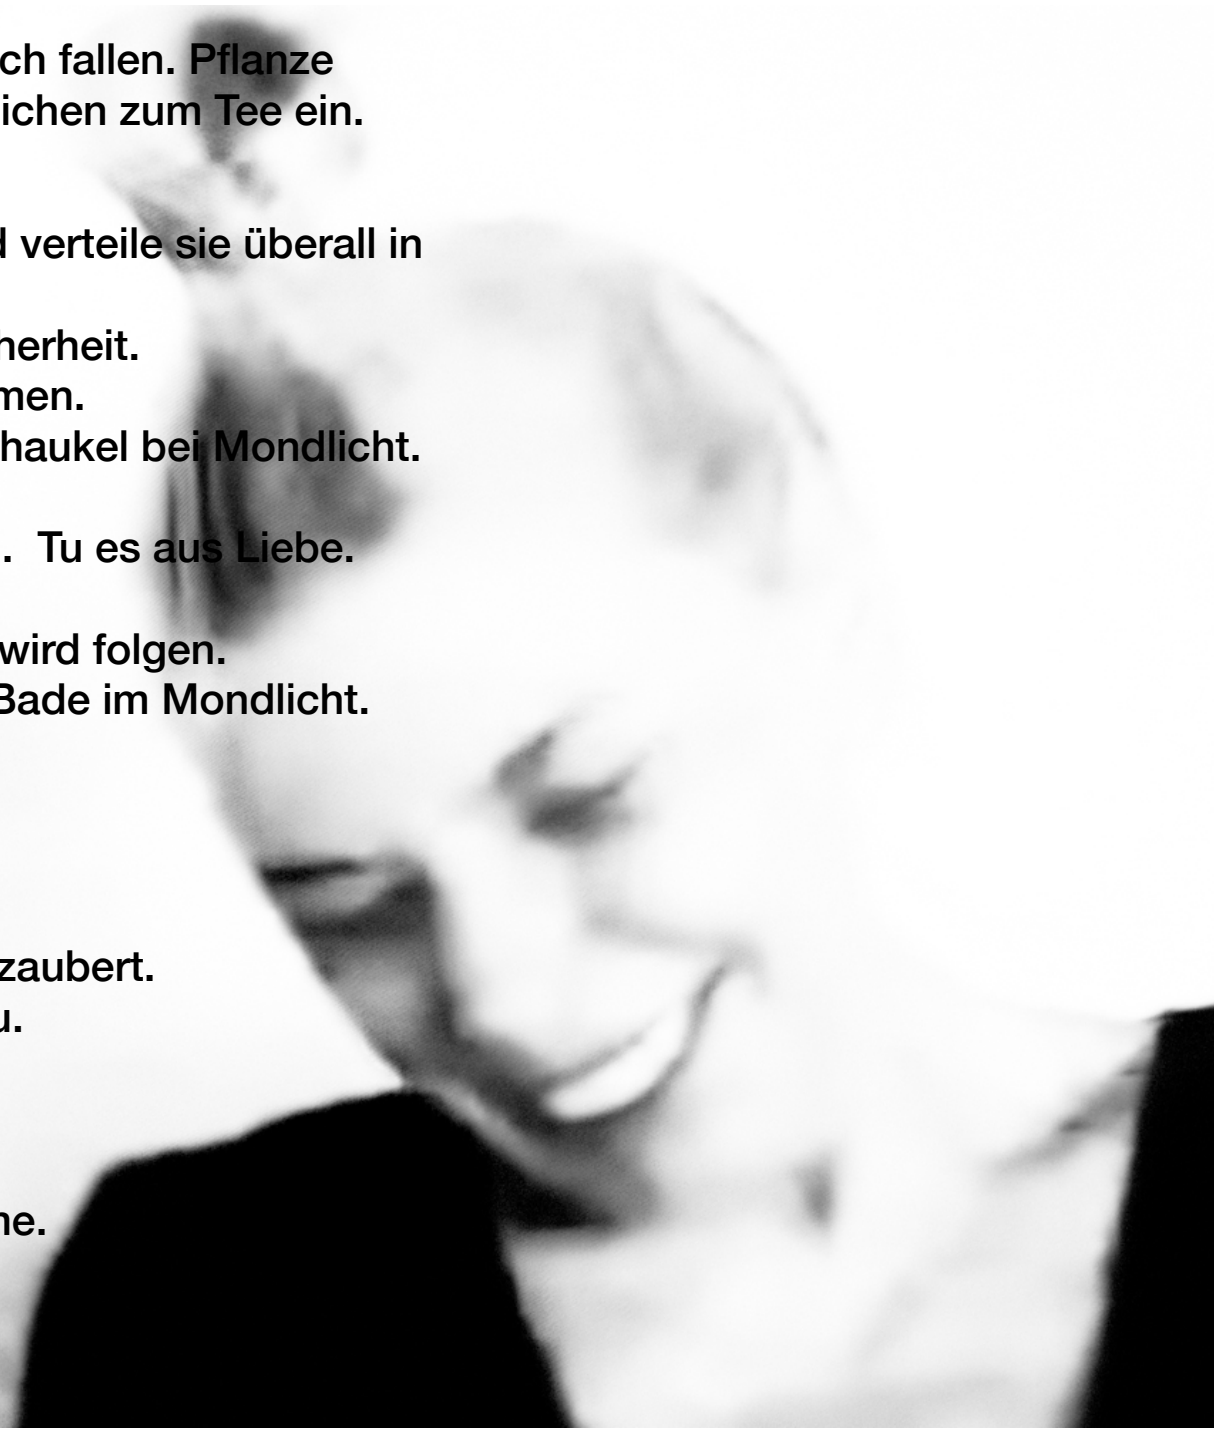 ch fallen. Pflanze
ichen zum Tee ein.
d verteile sie überall in
herheit.
men.
haukel bei Mondlicht.
. Tu es aus Liebe.
wird folgen.
Bade im Mondlicht.
zaubert.
u.
ne.